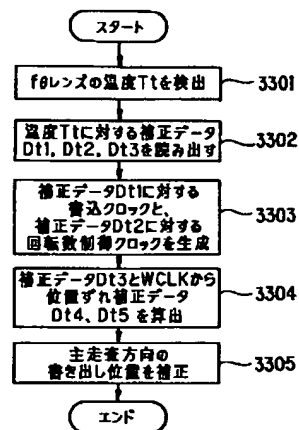 スタート
fθレンズの温度Ttを検出
3301
温度Ttに対する補正データ
Dt1, Dt2, Dt3を読み出す
3302
補正データDt1に対する
書込クロックと、
補正データDt2に対する
回転数制御クロックを生成
3303
補正データDt3とWCLKから
位置ずれ補正データ
Dt4、Dt5 を算出
3304
主走査方向の
書き出し位置を補正
3305
エンド